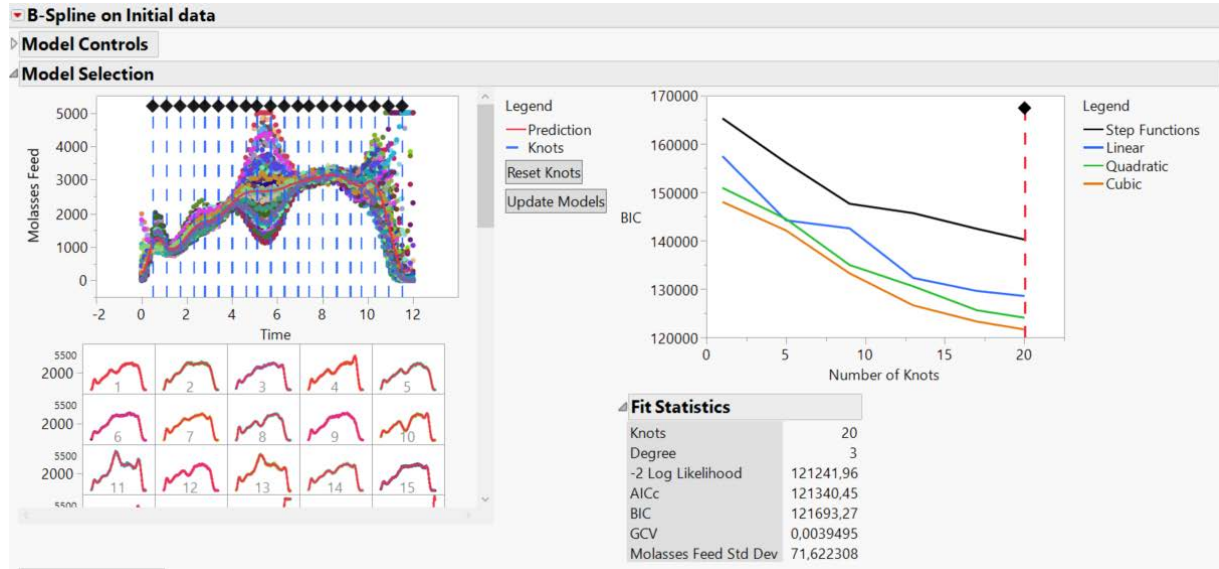 B-Spline on Initial data
Model Controls
Model Selection
5000
4000
3000
2000
1000
0
Molasses Feed
-2 0 2 4 6 8 10 12
Time
Legend
Prediction
Knots
Reset Knots
Update Models
5500
2000
1 2 3 4 5
5500
2000
6 7 8 9 10
5500
2000
11 12 13 14 15
5500
170000
160000
150000
140000
130000
120000
BIC
0 5 10 15 20
Number of Knots
Legend
Step Functions
Linear
Quadratic
Cubic
Fit Statistics
Knots 20
Degree 3
-2 Log Likelihood 121241,96
AICc 121340,45
BIC 121693,27
GCV 0,0039495
Molasses Feed Std Dev 71,622308